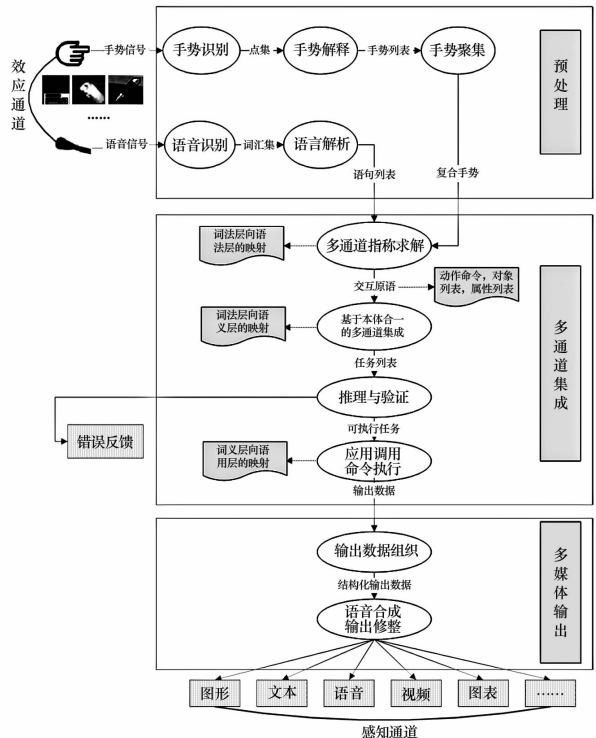 效应通道
手势信号
手势识别
点集
手势解释
手势列表
手势聚集
预处理
……
语音信号
语音识别
词汇集
语言解析
语句列表
复合手势
词法层向语
法层的映射
多通道指称求解
交互原语
动作命令，对象
列表，属性列表
多通道集成
词法层向语
义层的映射
基于本体合一
的多通道集成
任务列表
推理与验证
错误反馈
可执行任务
词义层向语
用层的映射
应用调用
命令执行
输出数据
输出数据组织
多媒体输出
结构化输出数据
语音合成
输出修整
图形
文本
语音
视频
图表
……
感知通道